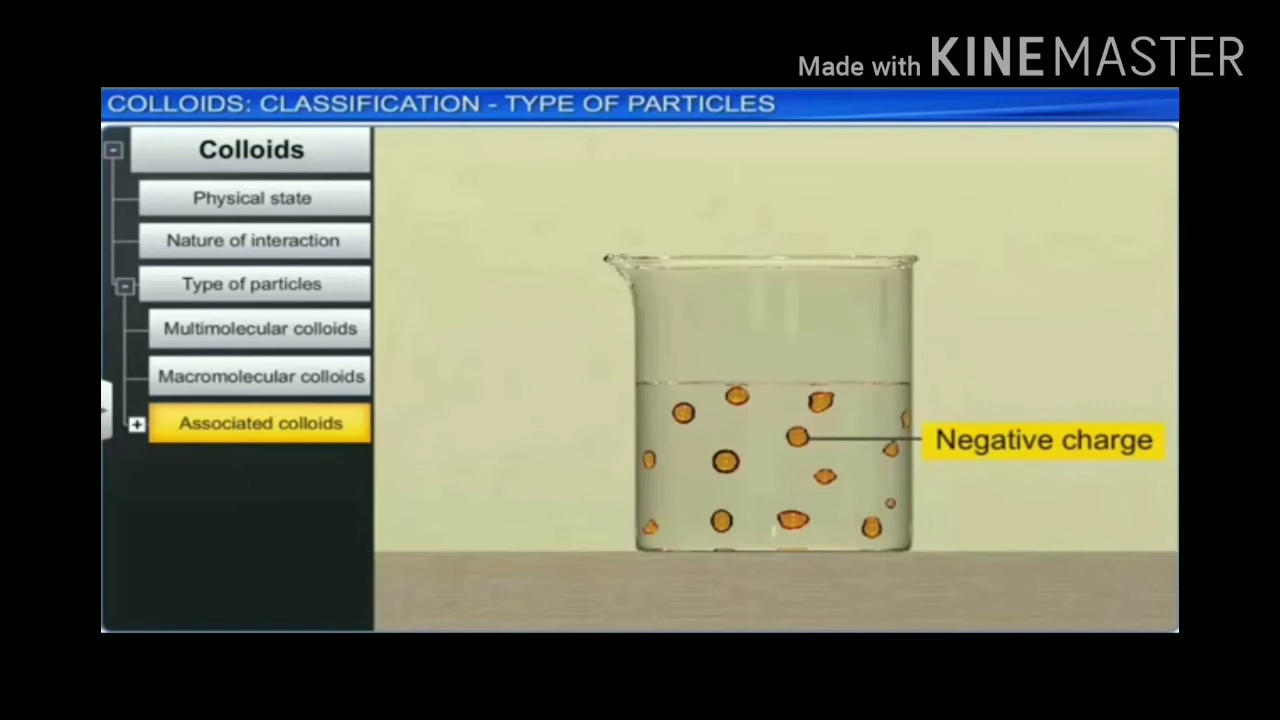 Made with KINEMASTER
COLLOIDS: CLASSIFICATION - TYPE OF PARTICLES
Colloids
Physical state
Nature of interaction
Type of particles
Multimolecular colloids
Macromolecular colloids
Associated colloids
Negative charge